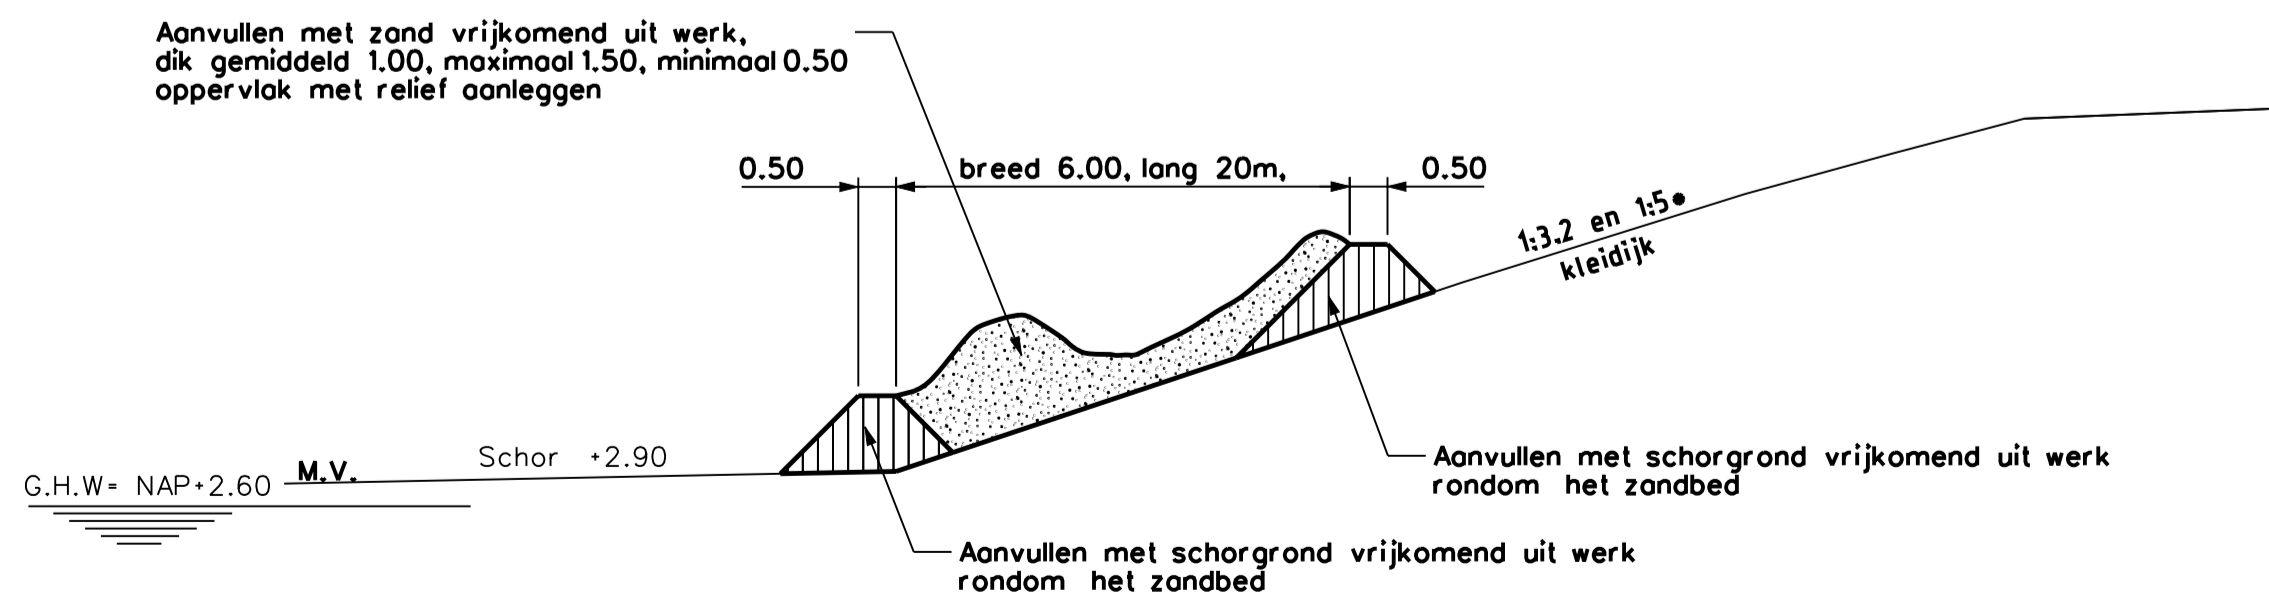 Aanvullen met zand vrijkomend uit werk,
dik gemiddeld 1.00, maximaal 1.50, minimaal 0.50
oppervlak met relief aanleggen
0.50
breed 6.00, lang 20m,
0.50
1:3.2 en 1:5
kleidijk
Schor +2.90
M.V.
G.H.W= NAP+2.60
Aanvullen met schorgrond vrijkomend uit werk
rondom het zandbed
Aanvullen met schorgrond vrijkomend uit werk
rondom het zandbed